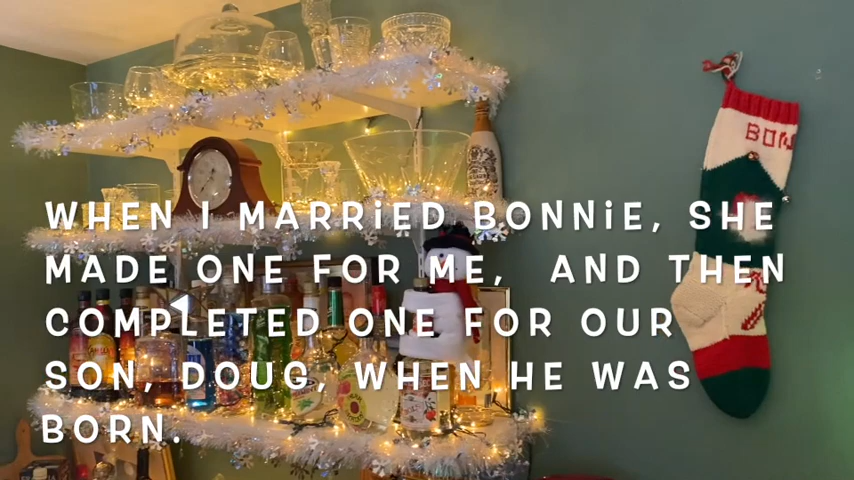 BON
WHEN I MARRiED BONNiE, SHE
MADE ONE FOR ME, AND THEN
COMPLETED ONE FOR OUR
SON, DOUG, WHEN HE WAS
BORN.